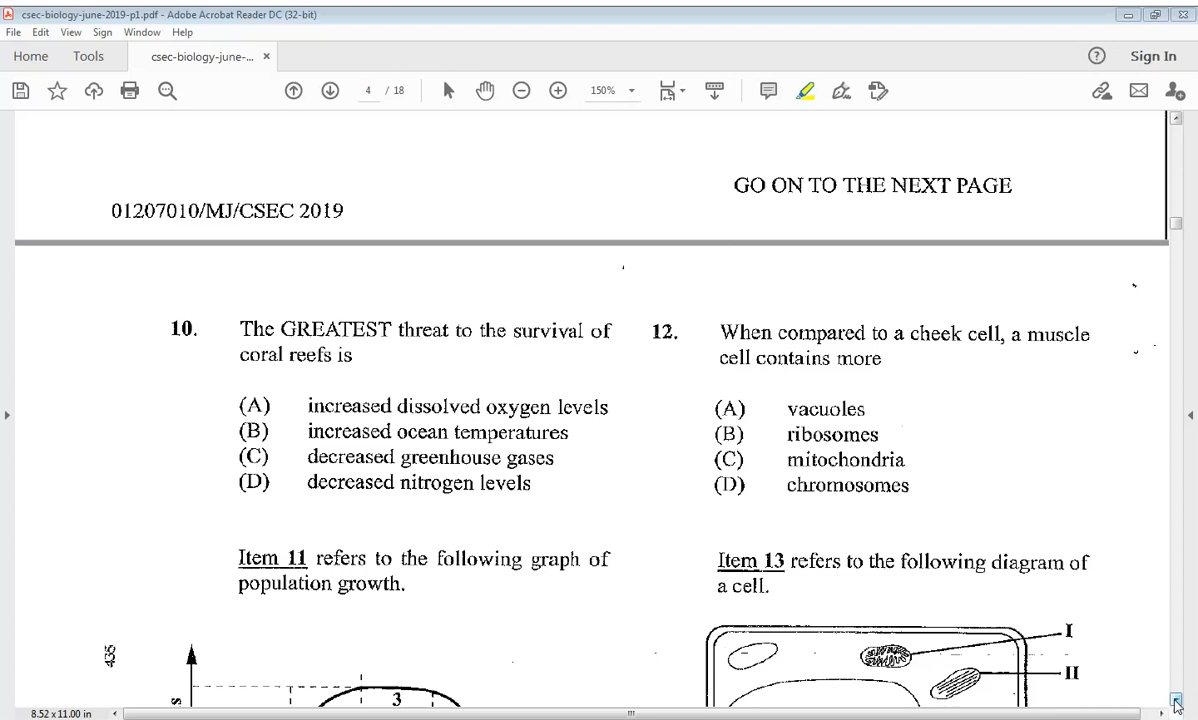 csec-biology-june-2019-p1.pdf - Adobe Acrobat Reader DC (32-bit)
File Edit View Sign Window Help
Home Tools csec-biology-june-... × Sign In
4 / 18 150%
GO ON TO THE NEXT PAGE
01207010/MJ/CSEC 2019
10. The GREATEST threat to the survival of
coral reefs is
(A) increased dissolved oxygen levels
(B) increased ocean temperatures
(C) decreased greenhouse gases
(D) decreased nitrogen levels
Item 11 refers to the following graph of
population growth.
435
3
12. When compared to a cheek cell, a muscle
cell contains more
(A) vacuoles
(B) ribosomes
(C) mitochondria
(D) chromosomes
Item 13 refers to the following diagram of
a cell.
I
II
8.52 x 11.00 in